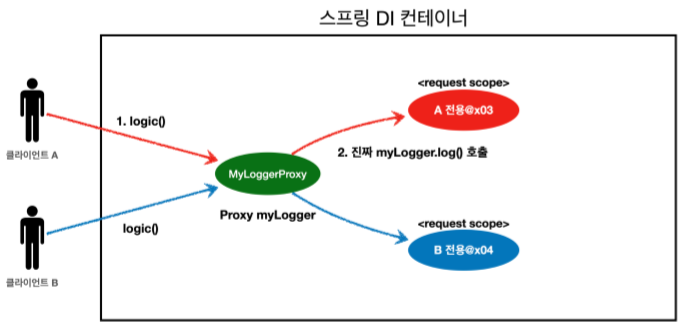 스프링 DI 컨테이너
<request scope>
A 전용@x03
1. logic()
클라이언트 A
2. 진짜 myLogger.log() 호출
MyLoggerProxy
Proxy myLogger
logic()
<request scope>
B 전용@x04
클라이언트 B